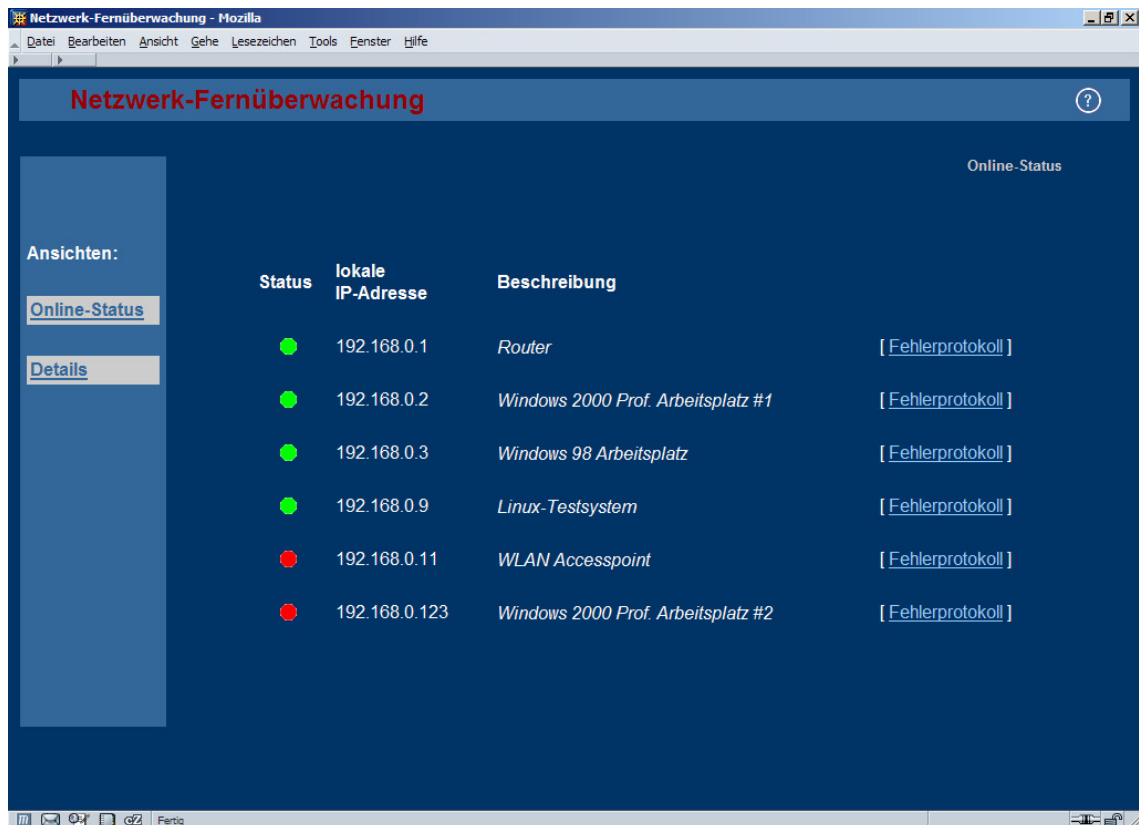 Netzwerk-Fernüberwachung - Mozilla
Datei Bearbeiten Ansicht Gehe Lesezeichen Tools Fenster Hilfe
Netzwerk-Fernüberwachung
?
Online-Status
Ansichten:
Online-Status
Details
Status lokale IP-Adresse Beschreibung
192.168.0.1 Router [ Fehlerprotokoll ]
192.168.0.2 Windows 2000 Prof. Arbeitsplatz #1 [ Fehlerprotokoll ]
192.168.0.3 Windows 98 Arbeitsplatz [ Fehlerprotokoll ]
192.168.0.9 Linux-Testsystem [ Fehlerprotokoll ]
192.168.0.11 WLAN Accesspoint [ Fehlerprotokoll ]
192.168.0.123 Windows 2000 Prof. Arbeitsplatz #2 [ Fehlerprotokoll ]
Fertig